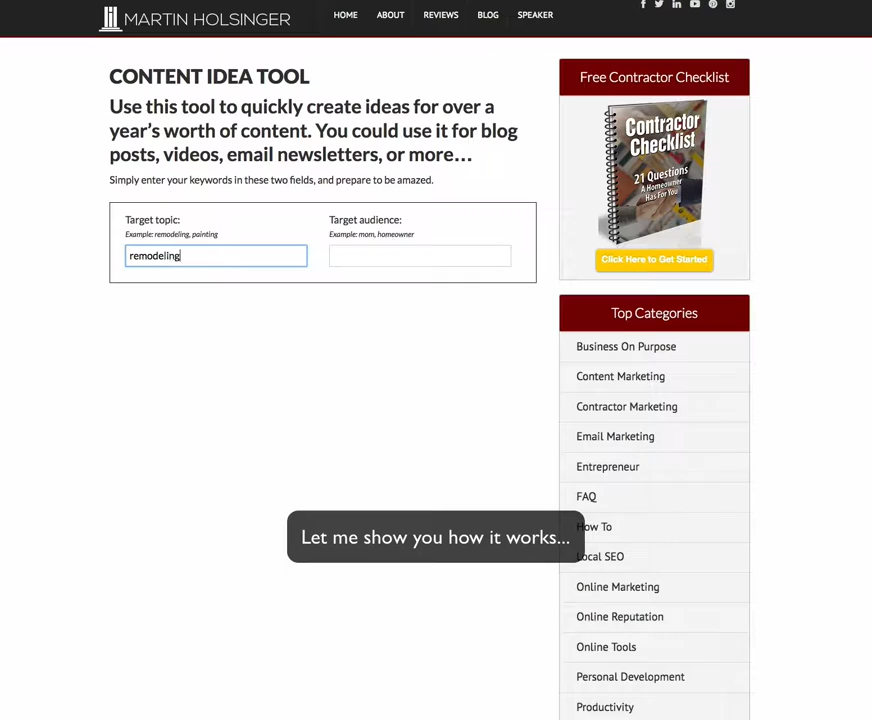 MARTIN HOLSINGER
HOME
ABOUT
REVIEWS
BLOG
SPEAKER
CONTENT IDEA TOOL
Use this tool to quickly create ideas for over a
year's worth of content. You could use it for blog
posts, videos, email newsletters, or more...
Simply enter your keywords in these two fields, and prepare to be amazed.
Target topic:
Example: remodeling, painting
remodeling
Target audience:
Example: mom, homeowner
Free Contractor Checklist
Contractor
Checklist
21 Questions
A Homeowner
Has For You
Click Here to Get Started
Top Categories
Business On Purpose
Content Marketing
Contractor Marketing
Email Marketing
Entrepreneur
FAQ
How To
Local SEO
Online Marketing
Online Reputation
Online Tools
Personal Development
Productivity
Let me show you how it works...